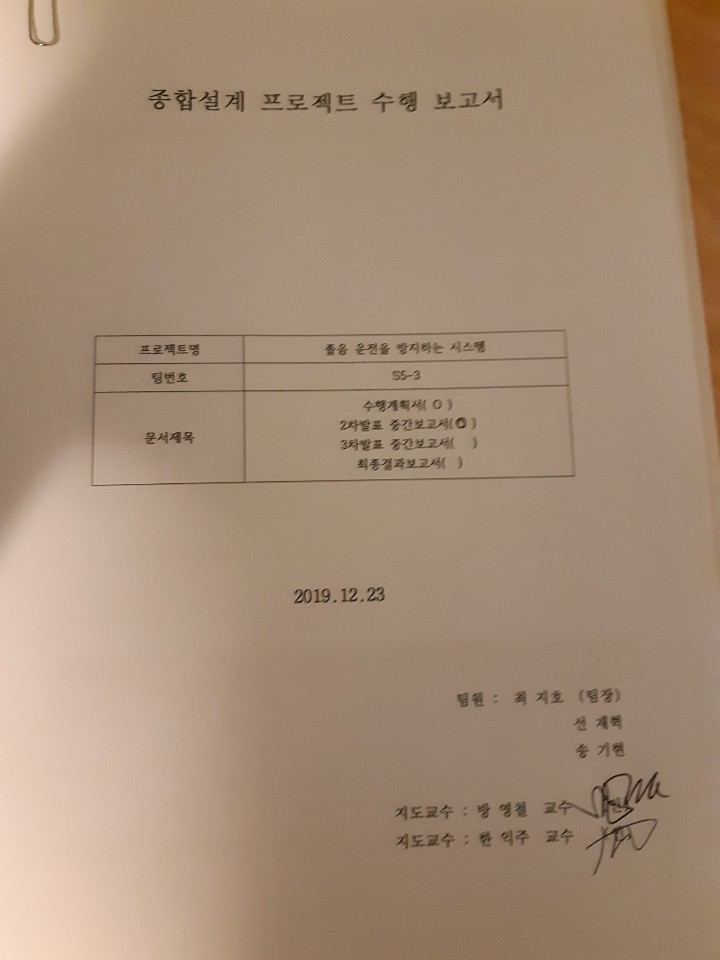 종합설계 프로젝트 수행 보고서
프로젝트명 졸음 운전을 방지하는 시스템
팀번호 S5-3
문서제목
수행계획서( O )
2차발표 중간보고서(O)
3차발표 중간보고서( )
최종결과보고서( )
2019.12.23
팀원 : 최 지호 (팀장)
선 재혁
송 기현
지도교수 : 방 영철 교수
지도교수 : 한 익주 교수